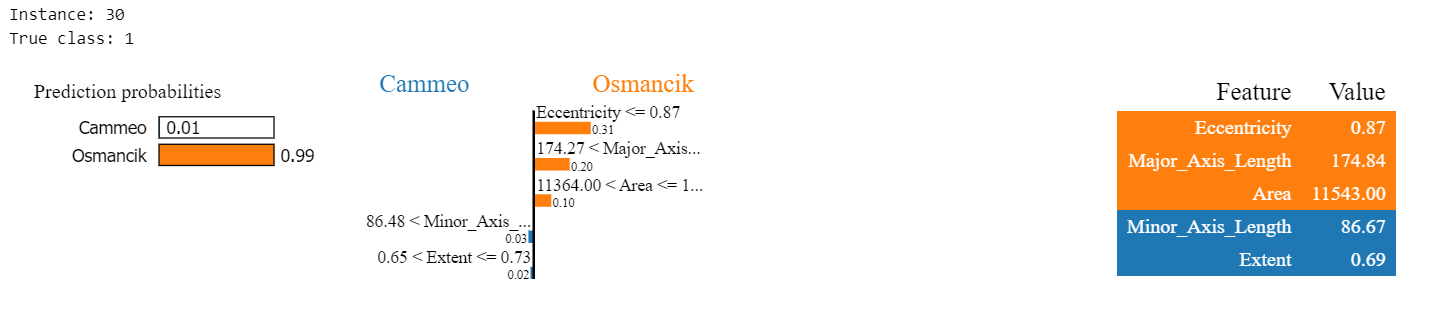 Instance: 30
True class: 1
Prediction probabilities
Cammeo 0.01
Osmancik 0.99
Cammeo Osmancik
Eccentricity <= 0.87
0.31
174.27 < Major_Axis...
0.20
11364.00 < Area <= 1...
0.10
86.48 < Minor_Axis_...
0.03
0.65 < Extent <= 0.73
0.02
Feature Value
Eccentricity 0.87
Major_Axis_Length 174.84
Area 11543.00
Minor_Axis_Length 86.67
Extent 0.69